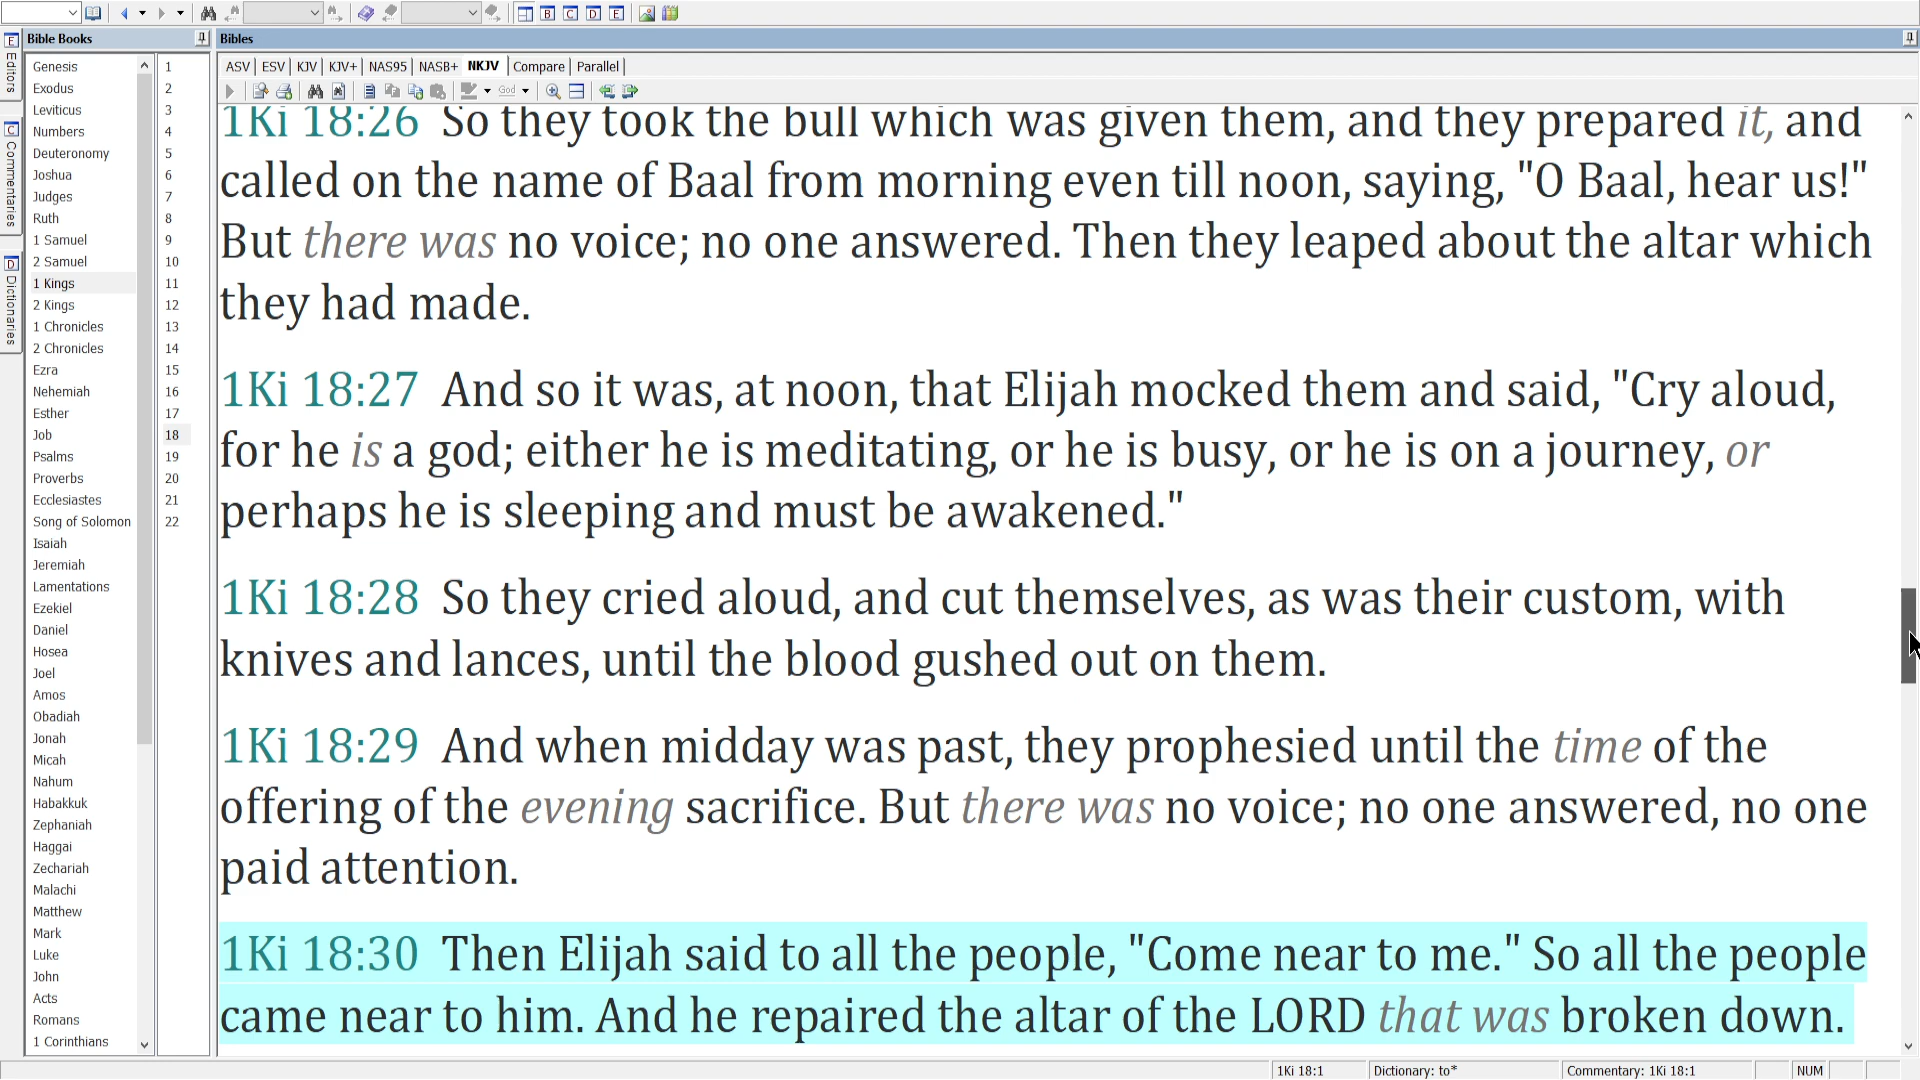 Bible Books
Bibles
Editors
Commentaries
Dictionaries
ASV ESV KJV KJV+ NAS95 NASB+ NKJV Compare Parallel
Genesis
Exodus
Leviticus
Numbers
Deuteronomy
Joshua
Judges
Ruth
1 Samuel
2 Samuel
1 Kings
2 Kings
1 Chronicles
2 Chronicles
Ezra
Nehemiah
Esther
Job
Psalms
Proverbs
Ecclesiastes
Song of Solomon
Isaiah
Jeremiah
Lamentations
Ezekiel
Daniel
Hosea
Joel
Amos
Obadiah
Jonah
Micah
Nahum
Habakkuk
Zephaniah
Haggai
Zechariah
Malachi
Matthew
Mark
Luke
John
Acts
Romans
1 Corinthians
1
2
3
4
5
6
7
8
9
10
11
12
13
14
15
16
17
18
19
20
21
22
1Ki 18:26 So they took the bull which was given them, and they prepared it, and
called on the name of Baal from morning even till noon, saying, "O Baal, hear us!"
But there was no voice; no one answered. Then they leaped about the altar which
they had made.
1Ki 18:27 And so it was, at noon, that Elijah mocked them and said, "Cry aloud,
for he is a god; either he is meditating, or he is busy, or he is on a journey, or
perhaps he is sleeping and must be awakened."
1Ki 18:28 So they cried aloud, and cut themselves, as was their custom, with
knives and lances, until the blood gushed out on them.
1Ki 18:29 And when midday was past, they prophesied until the time of the
offering of the evening sacrifice. But there was no voice; no one answered, no one
paid attention.
1Ki 18:30 Then Elijah said to all the people, "Come near to me." So all the people
came near to him. And he repaired the altar of the LORD that was broken down.
1Ki 18:1 Dictionary: to* Commentary: 1Ki 18:1 NUM